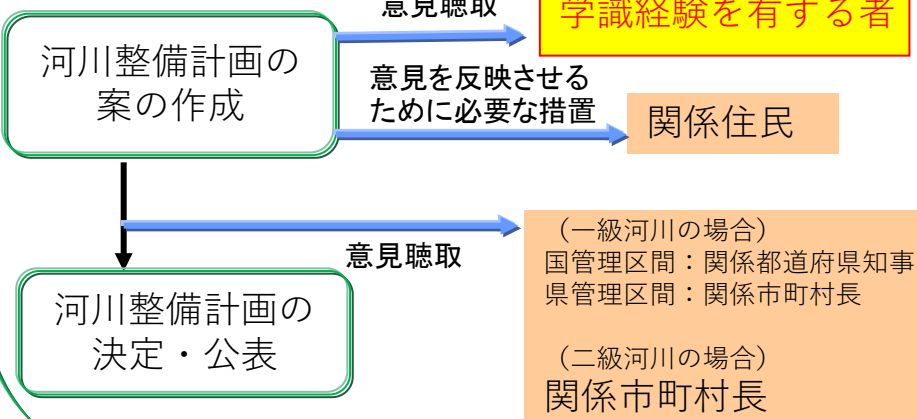 意見聴取
学識経験を有する者
河川整備計画の
案の作成
意見を反映させる
ために必要な措置
関係住民
意見聴取
（一級河川の場合）
国管理区間：関係都道府県知事
県管理区間：関係市町村長
（二級河川の場合）
関係市町村長
河川整備計画の
決定・公表